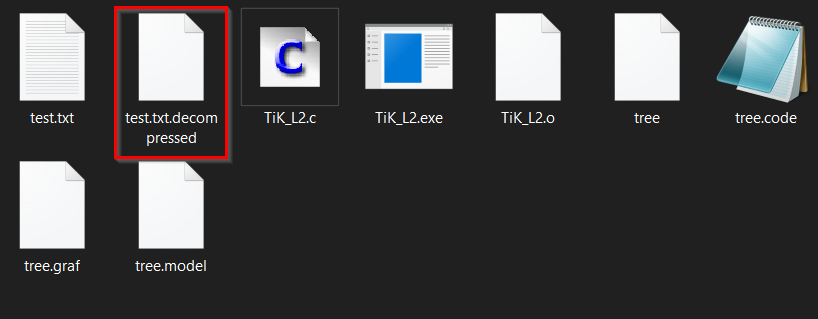 test.txt
test.txt.decom
pressed
TiK_L2.c
TiK_L2.exe
TiK_L2.o
tree
tree.code
tree.graf
tree.model